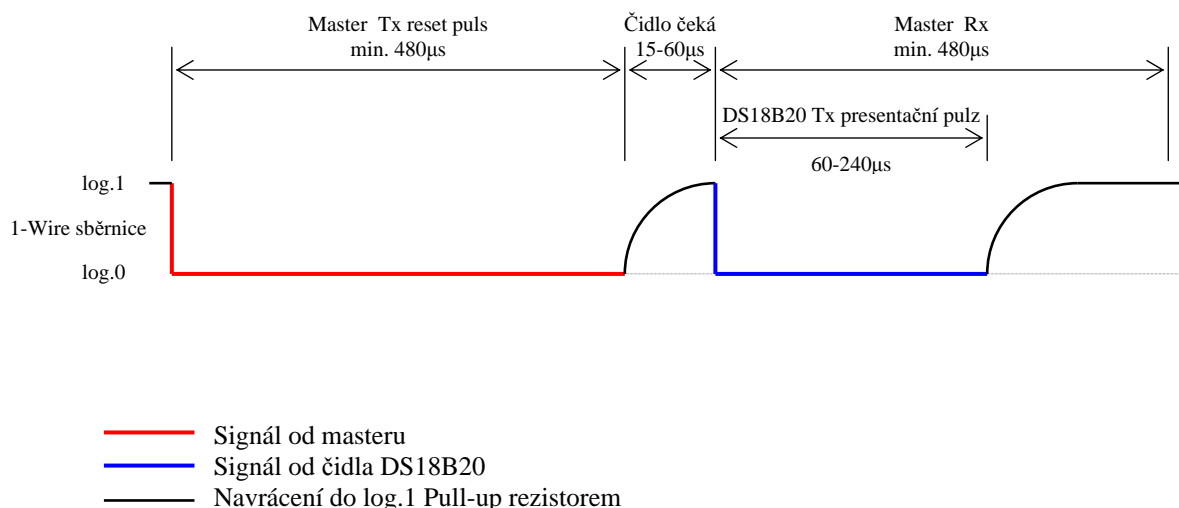 Master Tx reset puls
min. 480μs
Čidlo čeká
15-60μs
Master Rx
min. 480μs
DS18B20 Tx presentační pulz
60-240μs
log.1
1-Wire sběrnice
log.0
Signál od masteru
Signál od čidla DS18B20
Navrácení do log.1 Pull-up rezistorem